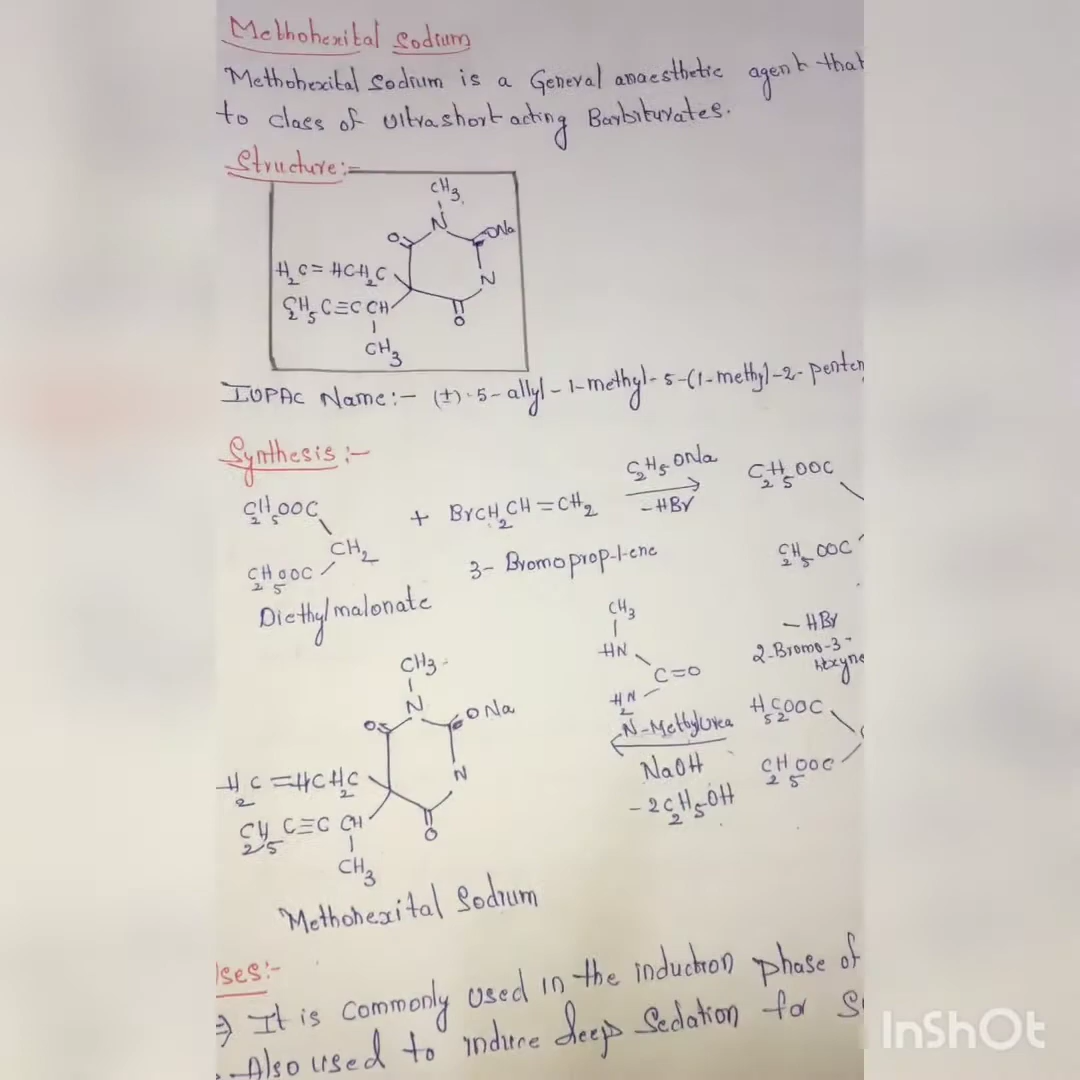 Methohexital Sodium
Methohexital Sodium is a General anaesthetic agent that
to class of Ultrashort acting Barbiturates.
Structure:-
CH3
N
O
ONa
H2C=HCH2C
N
C2H5C≡C CH
O
CH3
IUPAC Name:- (±)-5-allyl-1-methyl-5-(1-methyl-2-penten
Synthesis:-
C2H5OOC
CH2
C2H5OOC
Diethylmalonate
+ BrCH2CH=CH2
3-Bromoprop-1-ene
C2H5ONa
-HBr
C2H5OOC
C2H5OOC
-HBr
2-Bromo-3-
hexyne
H5C2OOC
C2H5OOC
CH3
HN
C=O
H2N
N-Methylurea
NaOH
-2C2H5OH
CH3
N
O
ONa
N
H2C=HCH2C
C2H5C≡C CH
O
CH3
Methohexital Sodium
Uses:-
⇒ It is commonly used in the induction phase of
Also used to induce deep Sedation for S
InShOt